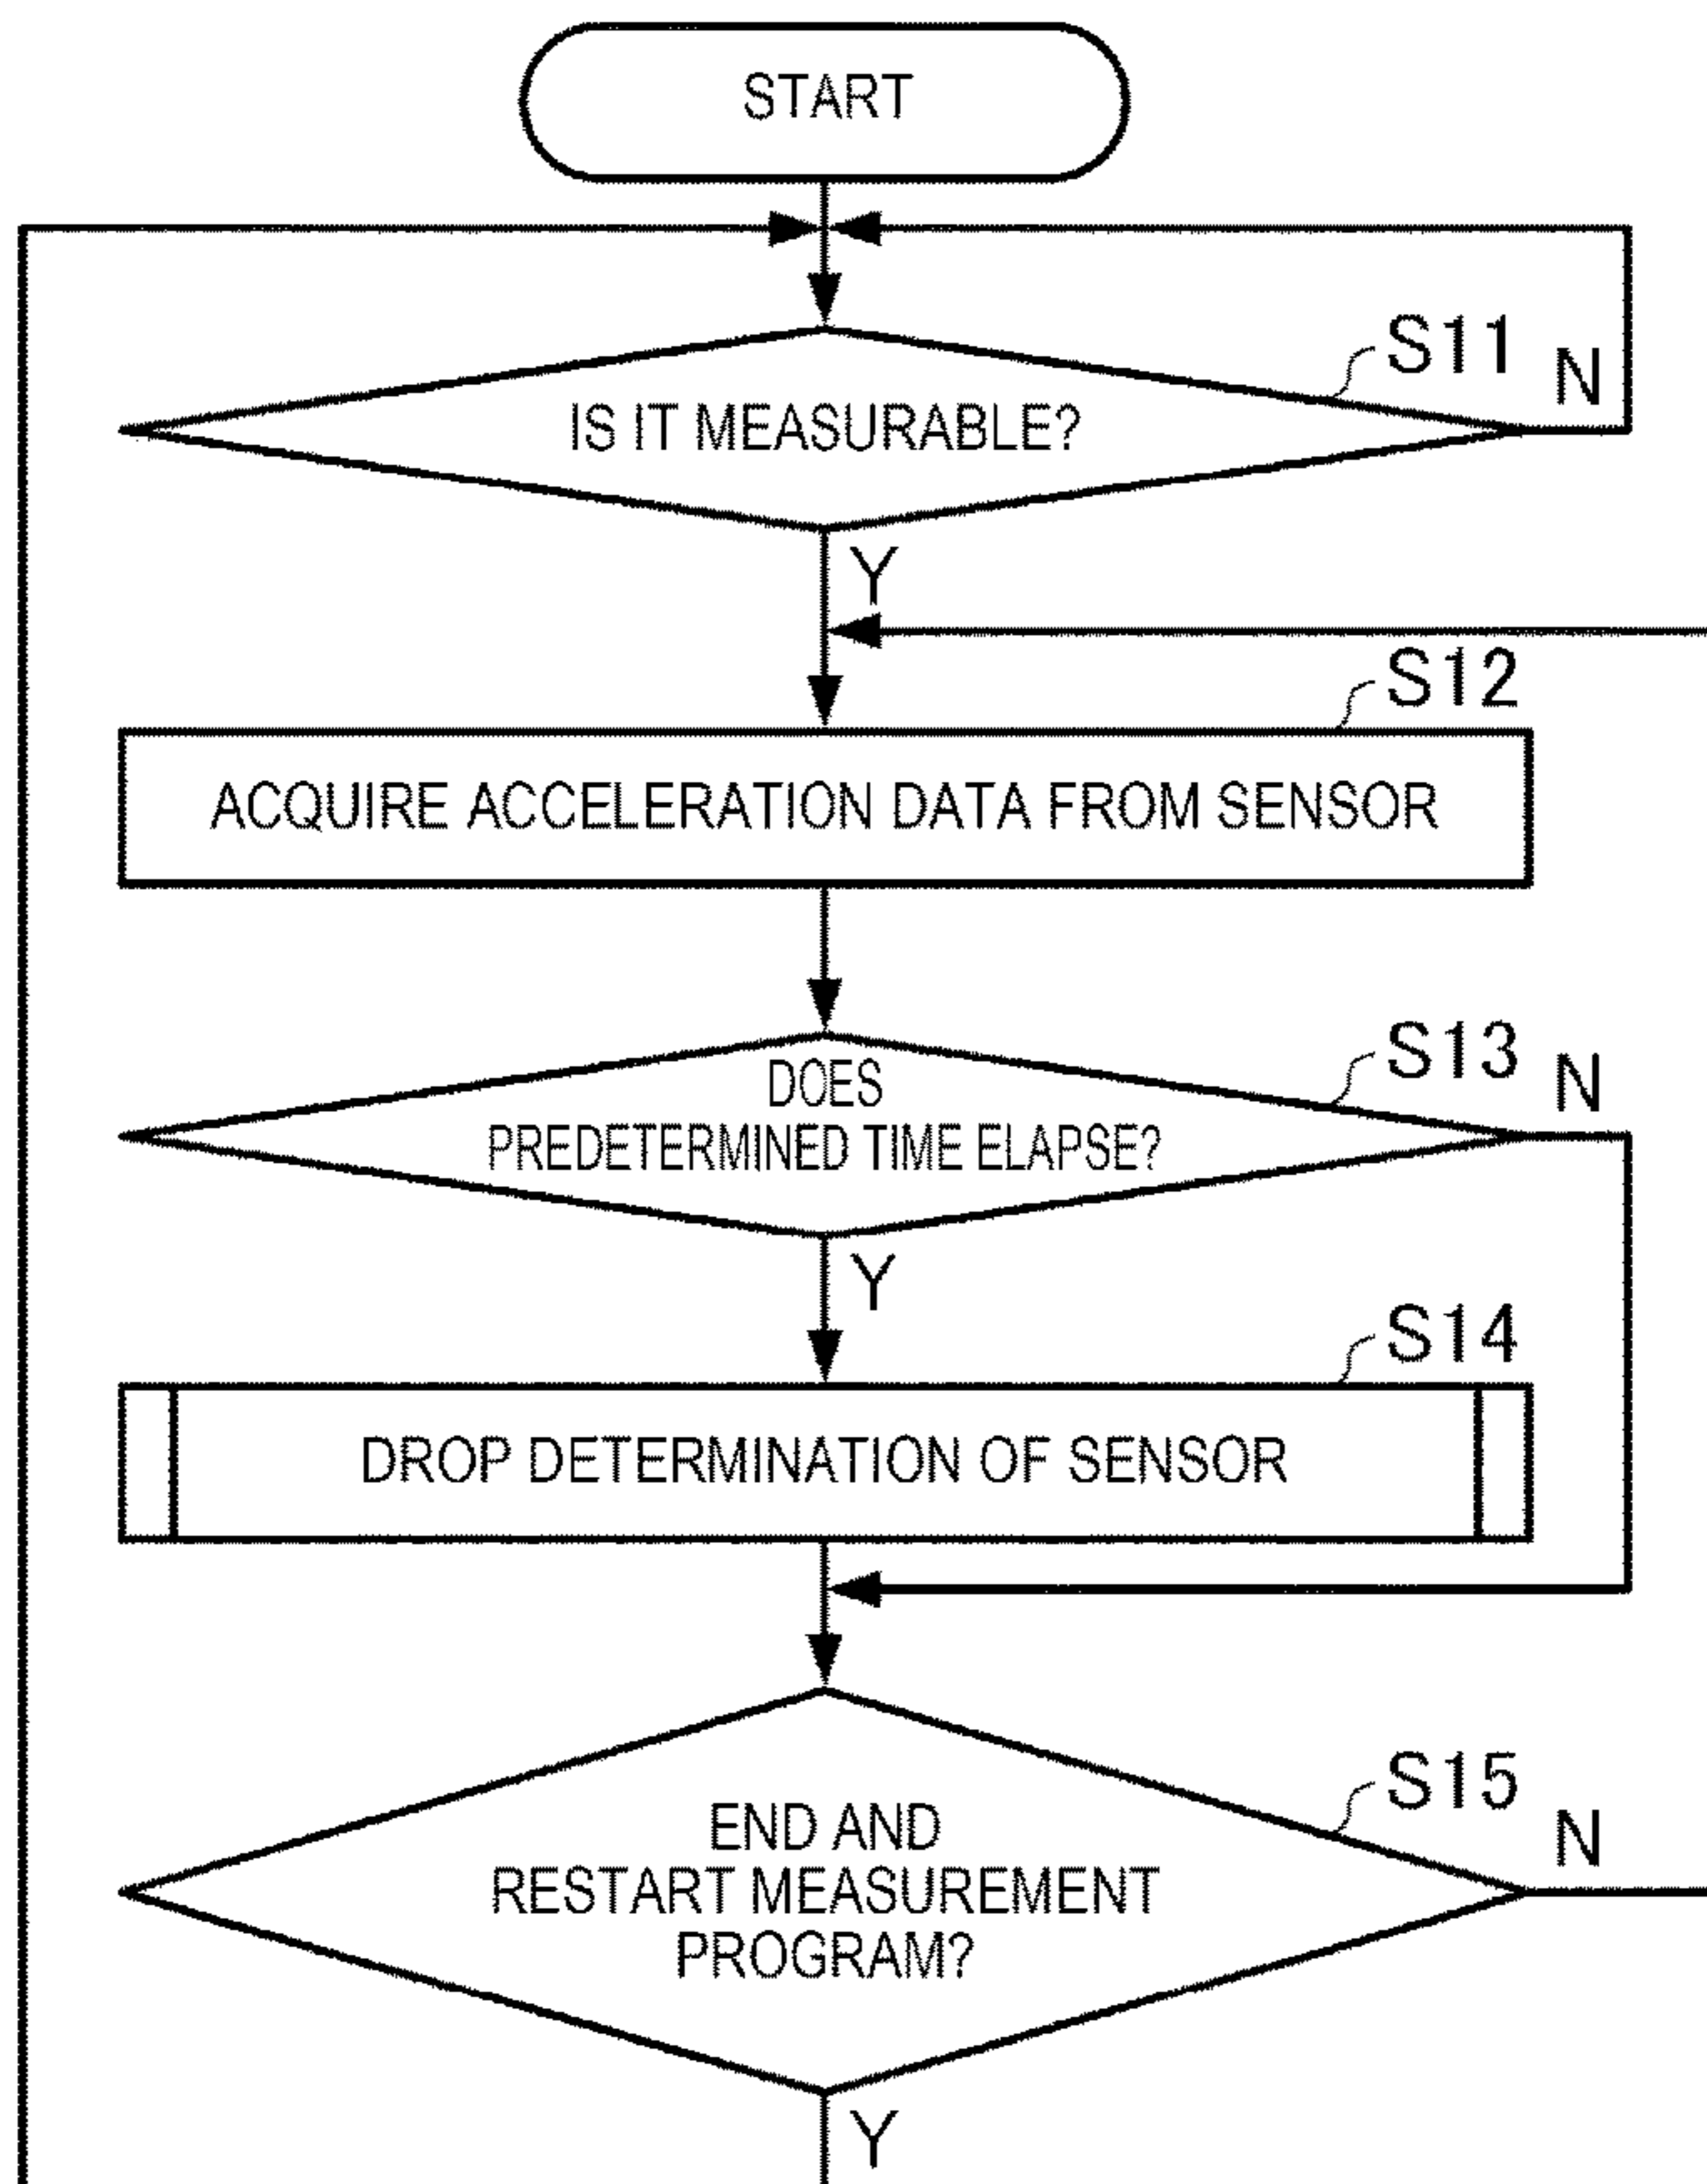 START
S11
N
IS IT MEASURABLE?
Y
S12
ACQUIRE ACCELERATION DATA FROM SENSOR
S13
N
DOES
PREDETERMINED TIME ELAPSE?
Y
S14
DROP DETERMINATION OF SENSOR
S15
N
END AND
RESTART MEASUREMENT
PROGRAM?
Y